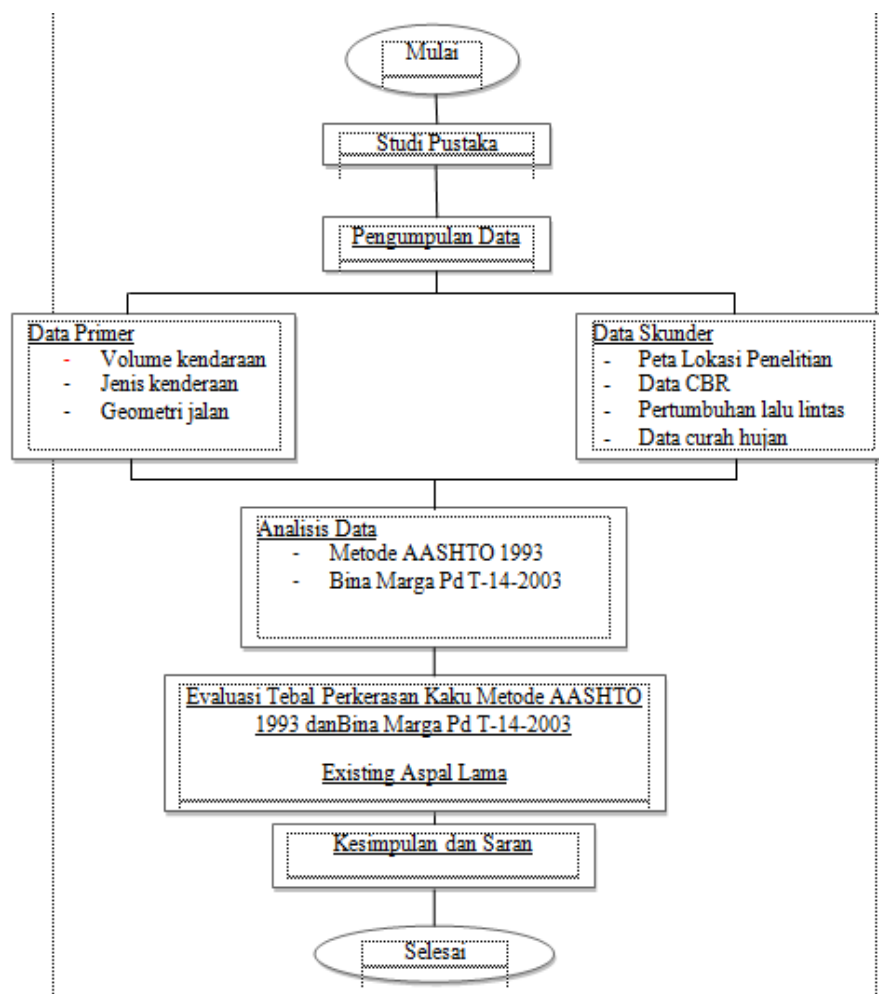 Mulai
Studi Pustaka
Pengumpulan Data
Data Primer
- Volume kendaraan
- Jenis kenderaan
- Geometri jalan
Data Skunder
- Peta Lokasi Penelitian
- Data CBR
- Pertumbuhan lalu lintas
- Data curah hujan
Analisis Data
- Metode AASHTO 1993
- Bina Marga Pd T-14-2003
Evaluasi Tebal Perkerasan Kaku Metode AASHTO
1993 danBina Marga Pd T-14-2003
Existing Aspal Lama
Kesimpulan dan Saran
Selesai